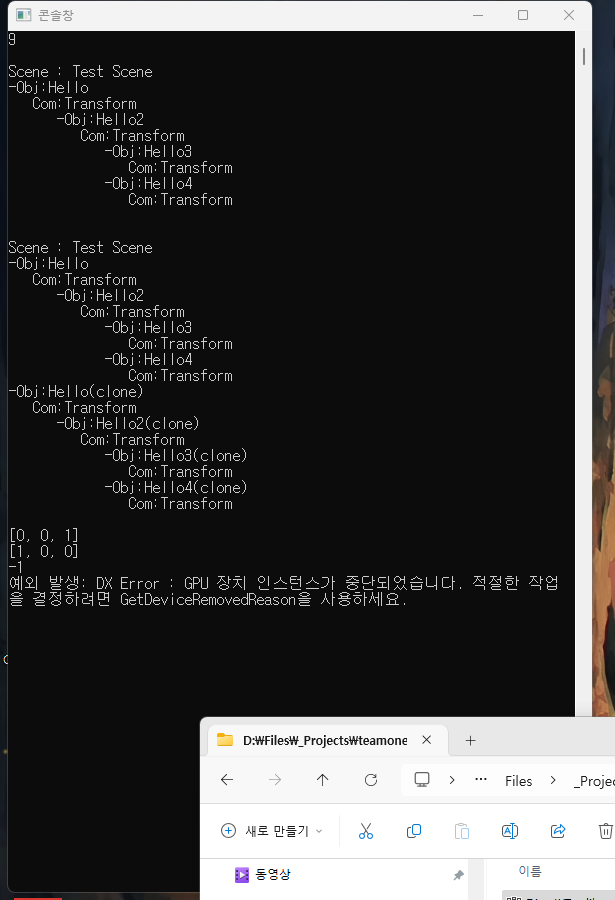 콘솔창
9
Scene : Test Scene
-Obj:Hello
Com:Transform
-Obj:Hello2
Com:Transform
-Obj:Hello3
Com:Transform
-Obj:Hello4
Com:Transform
Scene : Test Scene
-Obj:Hello
Com:Transform
-Obj:Hello2
Com:Transform
-Obj:Hello3
Com:Transform
-Obj:Hello4
Com:Transform
-Obj:Hello(clone)
Com:Transform
-Obj:Hello2(clone)
Com:Transform
-Obj:Hello3(clone)
Com:Transform
-Obj:Hello4(clone)
Com:Transform
[0, 0, 1]
[1, 0, 0]
-1
예외 발생: DX Error : GPU 장치 인스턴스가 중단되었습니다. 적절한 작업
을 결정하려면 GetDeviceRemovedReason을 사용하세요.
D:₩Files₩_Projects₩teamone
Files
_Projec
새로 만들기
동영상
이름